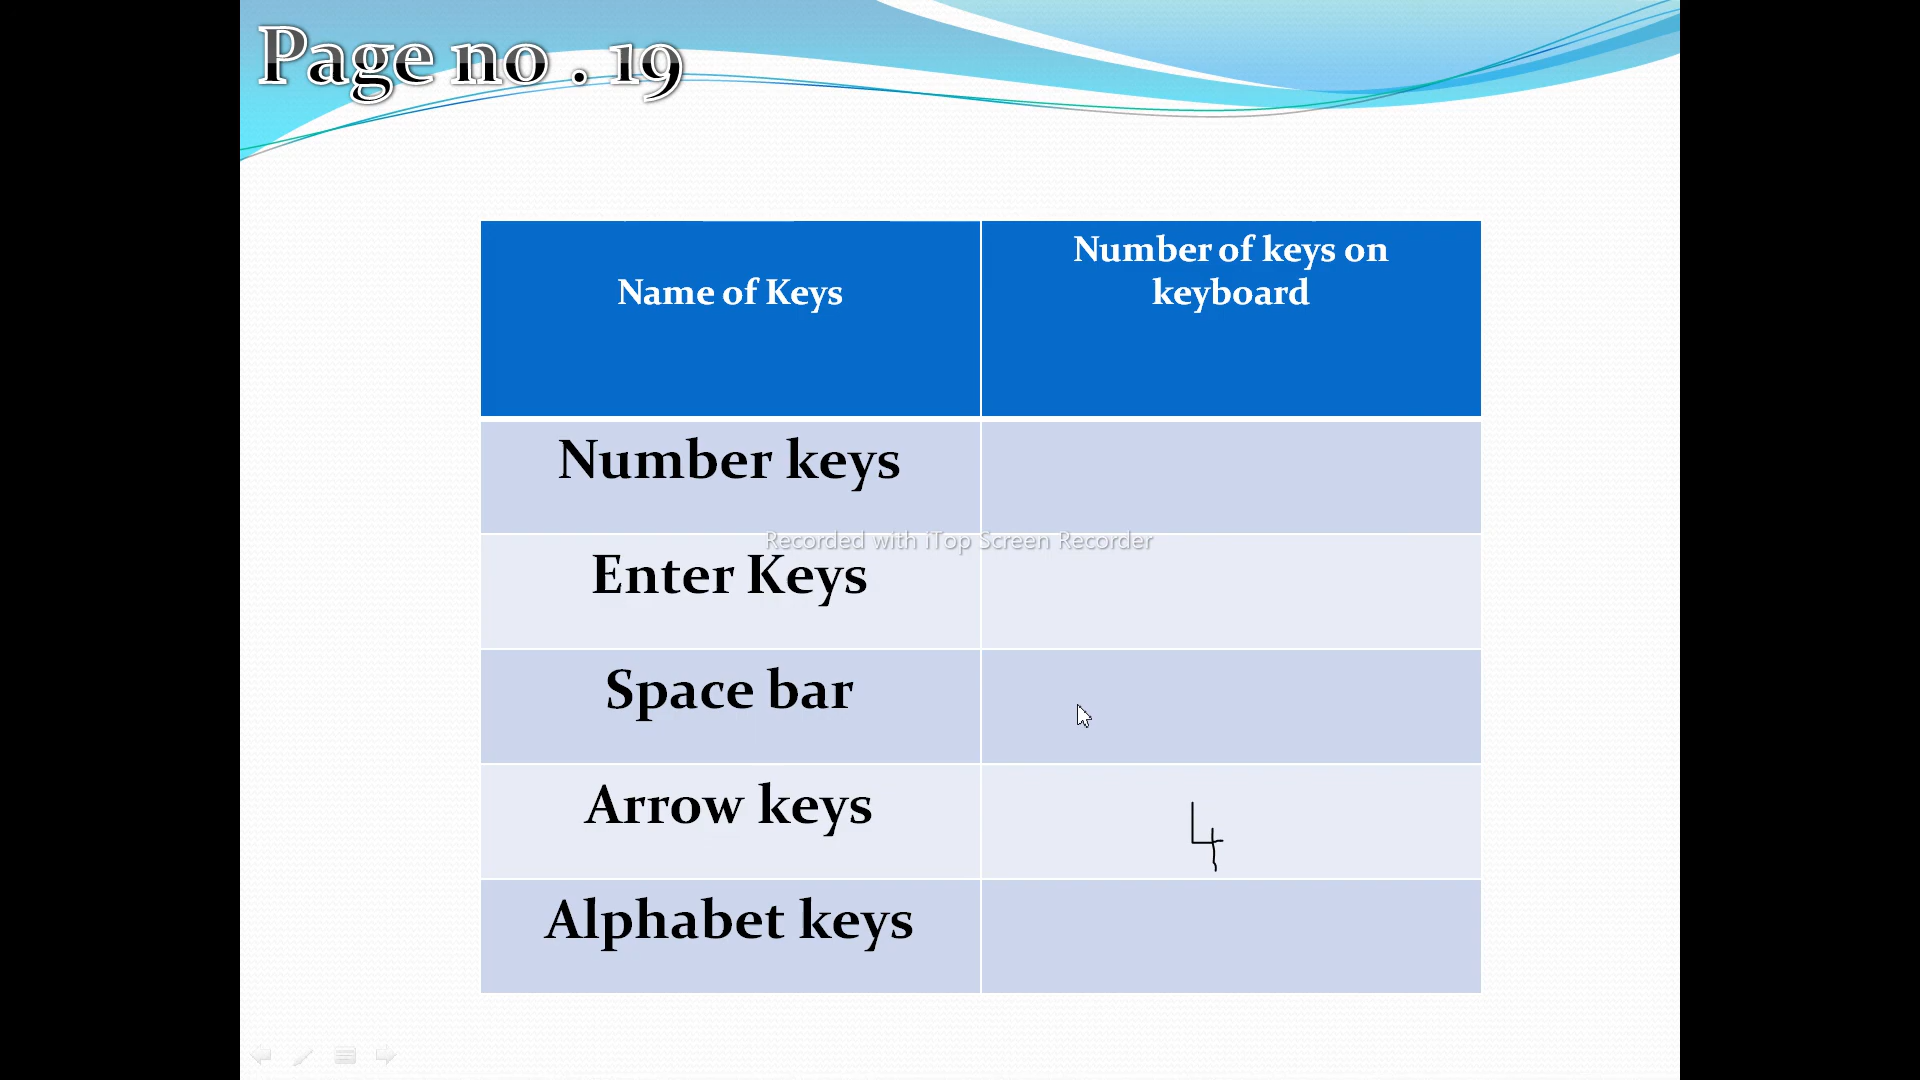 Page no . 19
Name of Keys
Number of keys on
keyboard
Number keys
Recorded with iTop Screen Recorder
Enter Keys
Space bar
Arrow keys
4
Alphabet keys